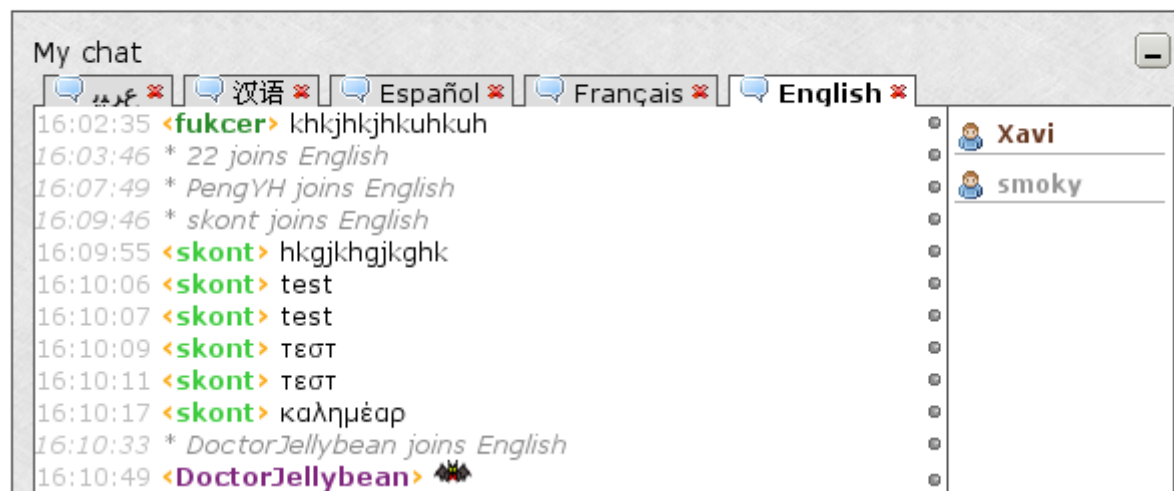 My chat
عربي 汉语 Español Français English
16:02:35 <fukcer> khkjhkjhkuhkuh
16:03:46 * 22 joins English
16:07:49 * PengYH joins English
16:09:46 * skont joins English
16:09:55 <skont> hkgjkhgjkghk
16:10:06 <skont> test
16:10:07 <skont> test
16:10:09 <skont> τεστ
16:10:11 <skont> τεστ
16:10:17 <skont> καλημέαρ
16:10:33 * DoctorJellybean joins English
16:10:49 <DoctorJellybean>
Xavi
smoky